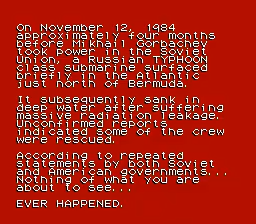 On November 12, 1984
approximately four months
before Mikhail Gorbachev
took power in the Soviet
Union, a Russian TYPHOON
class submarine surfaced
briefly in the Atlantic
just north of Bermuda.
It subsequently sank in
deep water after suffering
massive radiation leakage.
Unconfirmed reports
indicated some of the crew
were rescued.
According to repeated
statements by both Soviet
and American governments...
Nothing of what you are
about to see...
EVER HAPPENED.